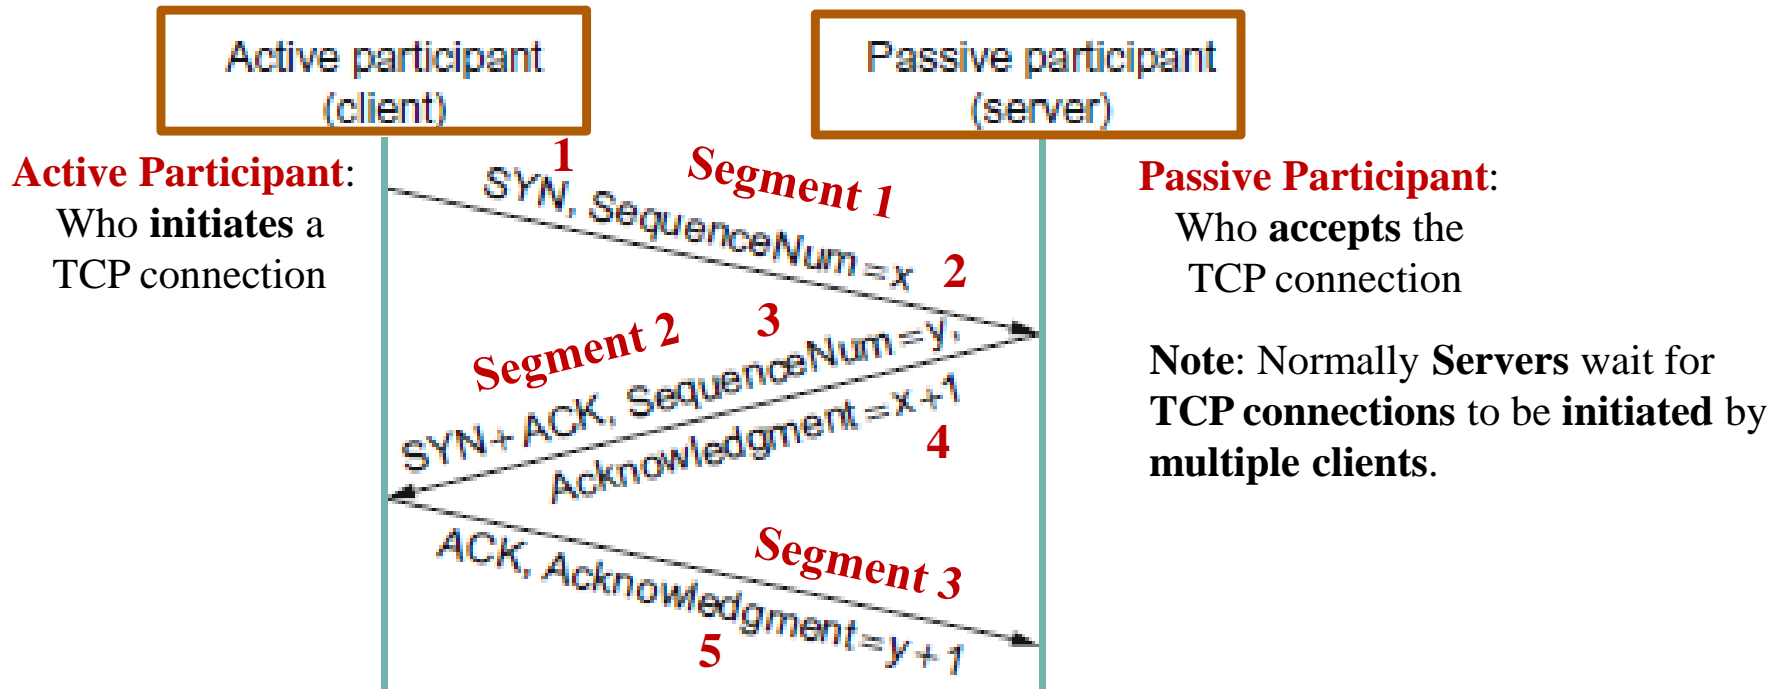 Active participant
(client)
Passive participant
(server)
Active Participant:
Who initiates a
TCP connection
1
Segment 1
SYN, SequenceNum = x
2
Passive Participant:
Who accepts the
TCP connection
Segment 2
3
SYN + ACK, SequenceNum = y,
Acknowledgment = x + 1
4
Note: Normally Servers wait for
TCP connections to be initiated by
multiple clients.
Segment 3
ACK, Acknowledgment = y + 1
5